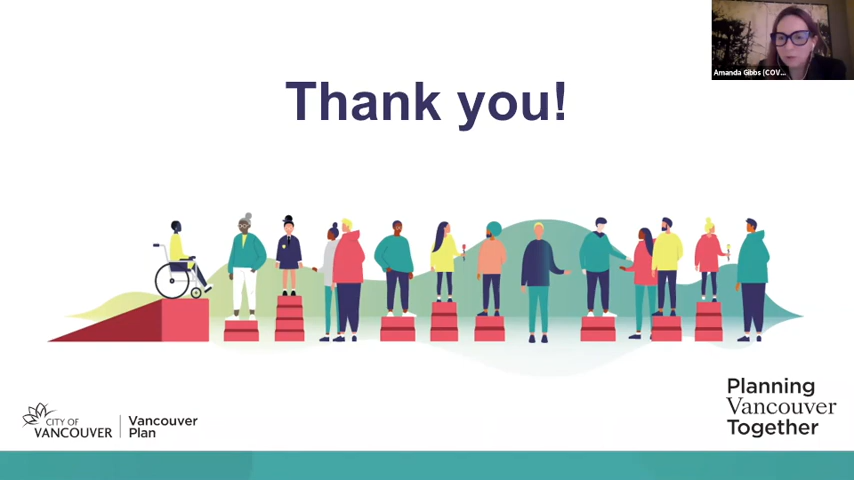 Amanda Gibbs (COV...
Thank you!
CITY OF
VANCOUVER
Vancouver
Plan
Planning
Vancouver
Together